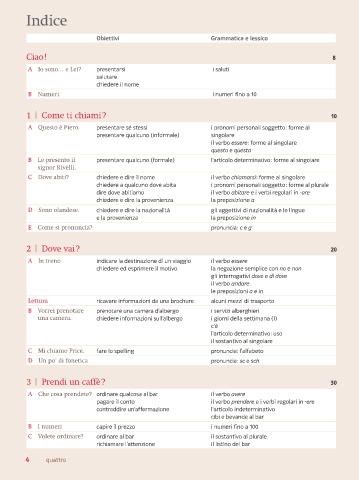 Indice
Obiettivi Grammatica e lessico
Ciao! 8
A Io sono… e Lei? presentarsi i saluti
salutare
chiedere il nome
B Numeri i numeri fino a 10
1 | Come ti chiami? 10
A Questo è Piero. presentare sé stessi i pronomi personali soggetto: forme al
presentare qualcuno (informale) singolare
il verbo essere: forme al singolare
questo e questa
B Le presento il presentare qualcuno (formale) l'articolo determinativo: forme al singolare
signor Rivelli.
C Dove abiti? chiedere e dire il nome il verbo chiamarsi: forme al singolare
chiedere a qualcuno dove abita i pronomi personali soggetto: forme al plurale
dire dove abitiamo il verbo abitare e i verbi regolari in -are
chiedere e dire la provenienza la preposizione a
D Sono olandese. chiedere e dire la nazionalità gli aggettivi di nazionalità e le lingue
e la provenienza la preposizione in
E Come si pronuncia? pronuncia: c e g
2 | Dove vai? 20
A In treno indicare la destinazione di un viaggio il verbo essere
chiedere ed esprimere il motivo la negazione semplice con no e non
gli interrogativi dove e di dove
il verbo andare
le preposizioni a e in
Lettura ricavare informazioni da una brochure alcuni mezzi di trasporto
B Vorrei prenotare prenotare una camera d'albergo i servizi alberghieri
una camera. chiedere informazioni sull'albergo i giorni della settimana (1)
c'è
l'articolo determinativo: uso
il sostantivo al singolare
C Mi chiamo Price. fare lo spelling pronuncia: l'alfabeto
D Un po' di fonetica pronuncia: sc e sch
3 | Prendi un caffè? 30
A Che cosa prendete? ordinare qualcosa al bar il verbo avere
pagare il conto il verbo prendere e i verbi regolari in -ere
contraddire un'affermazione l'articolo indeterminativo
cibi e bevande al bar
B I numeri capire il prezzo i numeri fino a 100
C Volete ordinare? ordinare al bar il sostantivo al plurale
richiamare l'attenzione il listino del bar
4 quattro